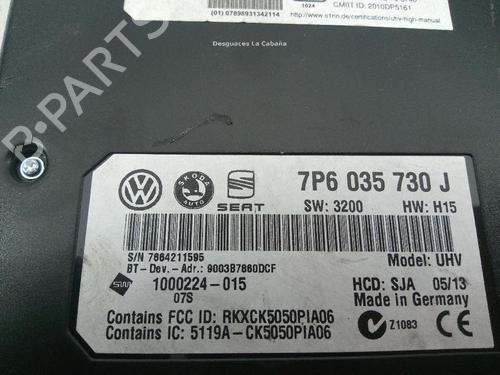 (01) 07898931342114
1024
CMIIT ID: 2010DP5161
http://www.s1nn.de/certifications/uhv-high-manual
Desguaces La Cabaña
B-PARTS
SKODA
AUTO
SEAT
7P6 035 730 J
SW: 3200 HW: H15
S/N 7664211595
Model: UHV
BT-Dev.-Adr.: 9003B7860DCF
SW
1000224-015
HCD: SJA 05/13
07S
Made in Germany
Contains FCC ID: RKXCK5050PIA06
Contains IC: 5119A-CK5050PIA06
Z1083